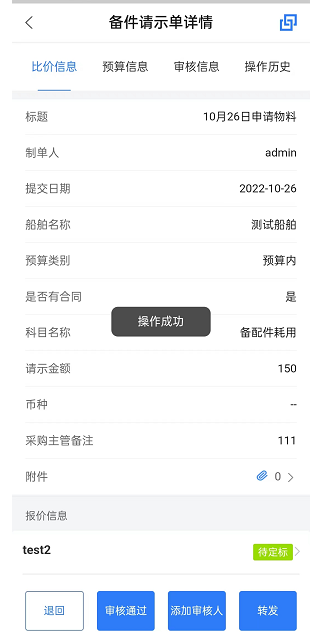 备件请示单详情
比价信息 预算信息 审核信息 操作历史
标题 10月26日申请物料
制单人 admin
提交日期 2022-10-26
船舶名称 测试船舶
预算类别 预算内
是否有合同 是
操作成功
科目名称 备配件耗用
请示金额 150
币种 --
采购主管备注 111
附件 0
报价信息
test2 待定标
退回 审核通过 添加审核人 转发